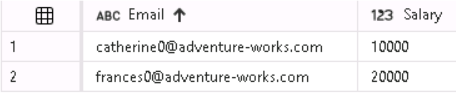 ABC Email ↑ 123 Salary
1 catherine0@adventure-works.com 10000
2 frances0@adventure-works.com 20000